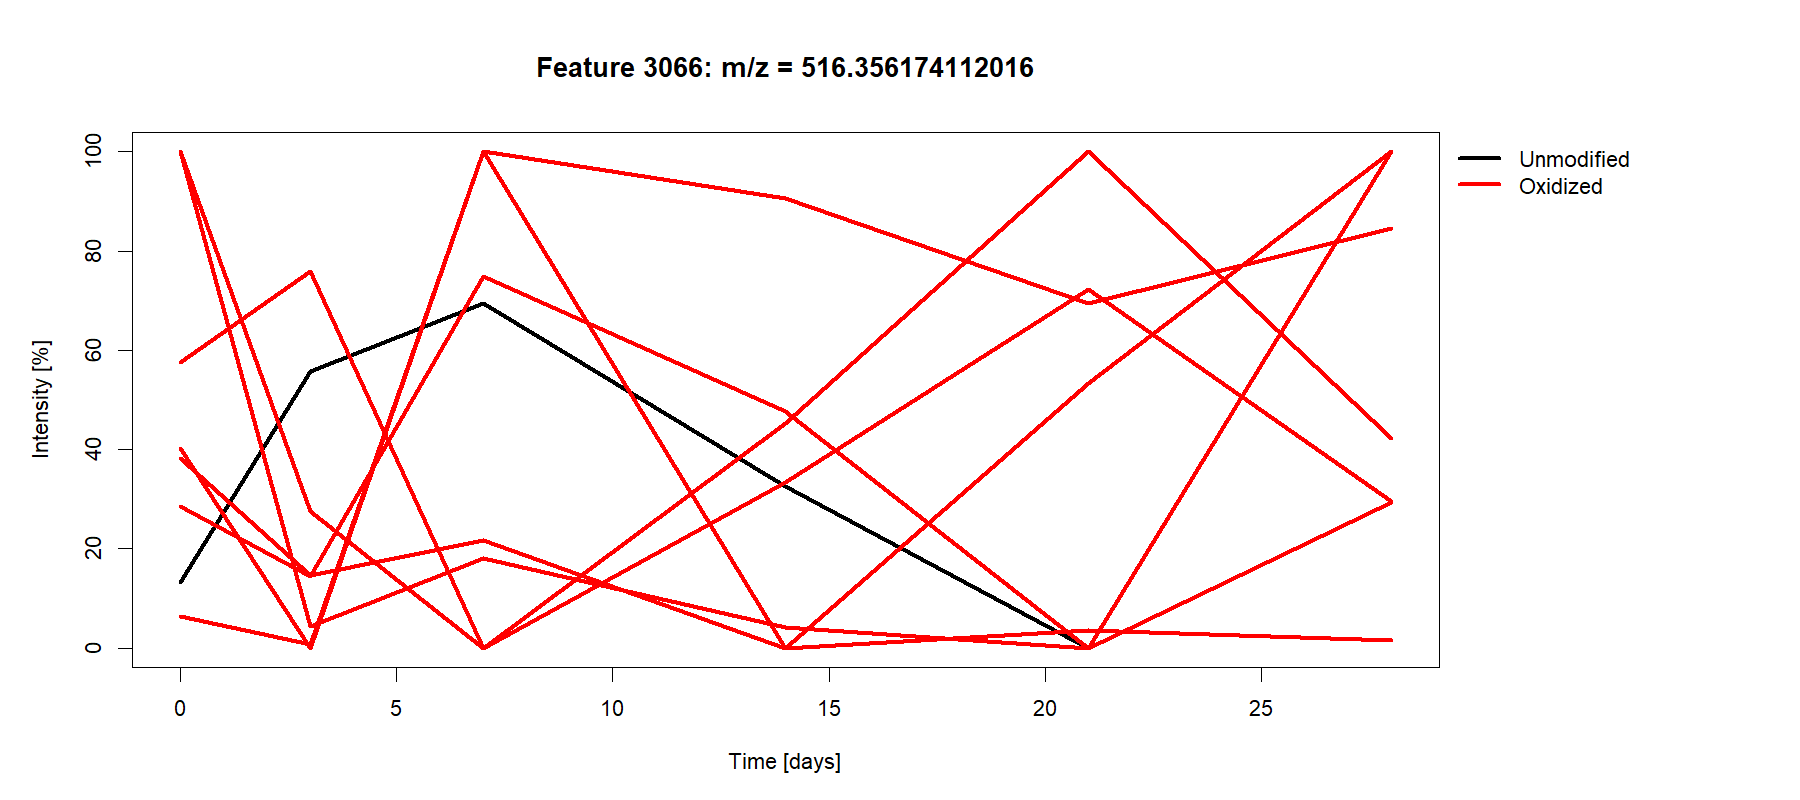 Feature 3066: m/z = 516.356174112016
Unmodified
Oxidized
Intensity [%]
100
80
60
40
20
0
0 5 10 15 20 25
Time [days]